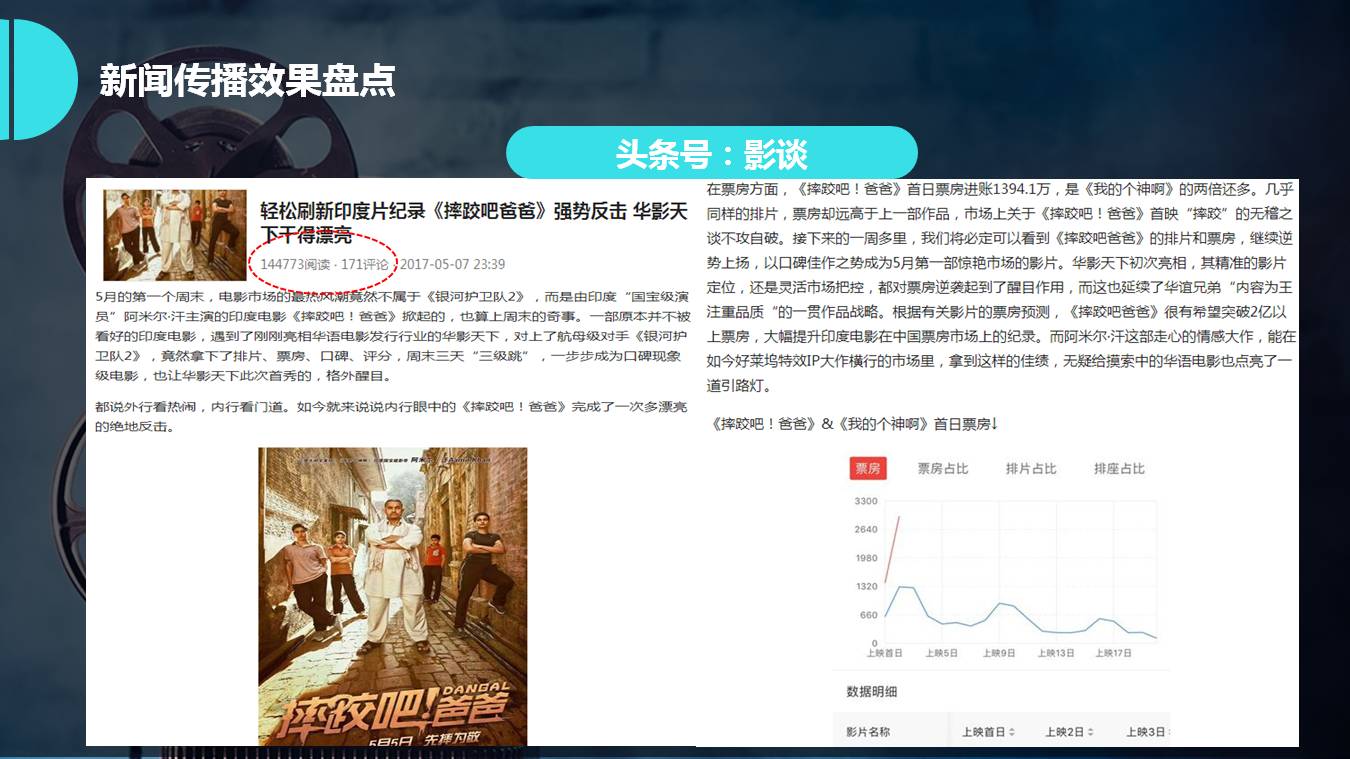 新闻传播效果盘点
头条号：影谈
轻松刷新印度片纪录《摔跤吧爸爸》强势反击 华影天
下干得漂亮
144773阅读 · 171评论 2017-05-07 23:39
5月的第一个周末，电影市场的最热风潮竟然不属于《银河护卫队2》，而是由印度“国宝级演
员”阿米尔·汗主演的印度电影《摔跤吧！爸爸》掀起的，也算上周末的奇事。一部原本并不被
看好的印度电影，遇到了刚刚亮相华语电影发行行业的华影天下，对上了航母级对手《银河护
卫队2》，竟然拿下了排片、票房、口碑、评分，周末三天“三级跳”，一步步成为口碑现象
级电影，也让华影天下此次首秀的，格外醒目。
都说外行看热闹，内行看门道。如今就来说说内行眼中的《摔跤吧！爸爸》完成了一次多漂亮
的绝地反击。
摔跤吧！爸爸
DANGAL
5月5日 先摔为敬
在票房方面，《摔跤吧！爸爸》首日票房进账1394.1万，是《我的个神啊》的两倍还多。几乎
同样的排片，票房却远高于上一部作品，市场上关于《摔跤吧！爸爸》首映“摔跤”的无稽之
谈不攻自破。接下来的一周多里，我们将必定可以看到《摔跤吧爸爸》的排片和票房，继续逆
势上扬，以口碑佳作之势成为5月第一部惊艳市场的影片。华影天下初次亮相，其精准的影片
定位，还是灵活市场把控，都对票房逆袭起到了醒目作用，而这也延续了华谊兄弟“内容为王
注重品质“的一贯作品战略。根据有关影片的票房预测，《摔跤吧爸爸》很有希望突破2亿以
上票房，大幅提升印度电影在中国票房市场上的纪录。而阿米尔·汗这部走心的情感大作，能在
如今好莱坞特效IP大作横行的市场里，拿到这样的佳绩，无疑给摸索中的华语电影也点亮了一
道引路灯。
《摔跤吧！爸爸》&《我的个神啊》首日票房↓
票房 票房占比 排片占比 排座占比
3300
2640
1980
1320
660
0
上映首日 上映5日 上映9日 上映13日 上映17日
数据明细
影片名称 上映首日 上映2日 上映3日